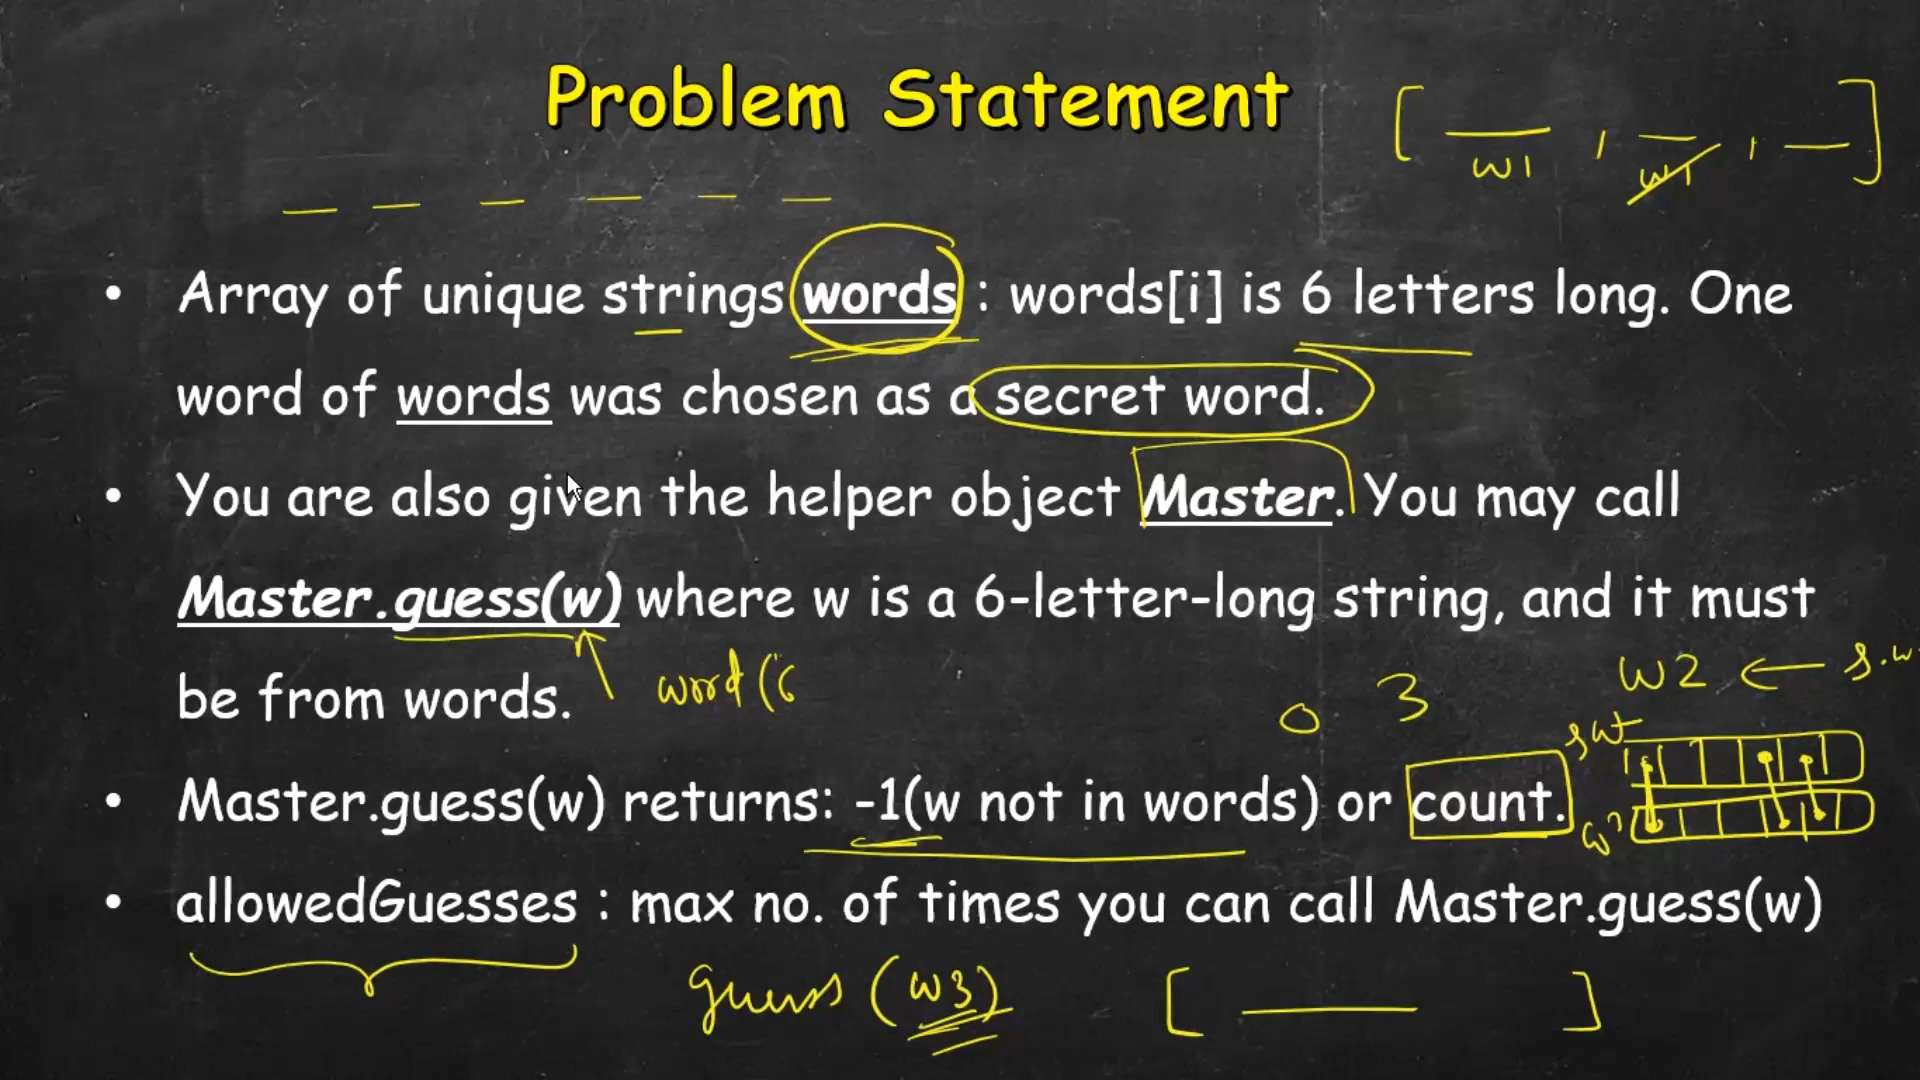 Problem Statement
[ w1 , w1 , ]
• Array of unique strings words : words[i] is 6 letters long. One
word of words was chosen as a secret word.
• You are also given the helper object Master. You may call
Master.guess(w) where w is a 6-letter-long string, and it must
be from words.
word (6
0 3
w2 ← s.w
• Master.guess(w) returns: -1(w not in words) or count.
• allowedGuesses : max no. of times you can call Master.guess(w)
guess (w3) [ ]